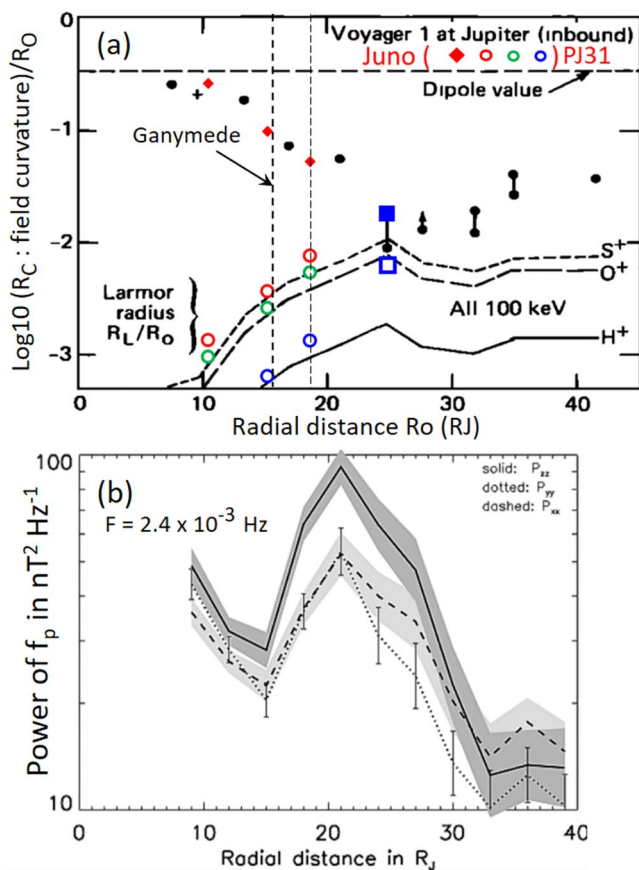 (a)
Voyager 1 at Jupiter (inbound)
Juno ( ) PJ31
Dipole value
Ganymede
Log10 (RC : field curvature)/RO
0
-1
-2
-3
Larmor
radius
RL/RO
S+
O+
All 100 keV
H+
0 10 20 30 40
Radial distance Ro (RJ)
(b)
F = 2.4 x 10-3 Hz
solid: Pzz
dotted: Pyy
dashed: Pxx
Power of fp in nT2 Hz-1
100
10
0 10 20 30 40
Radial distance in RJ